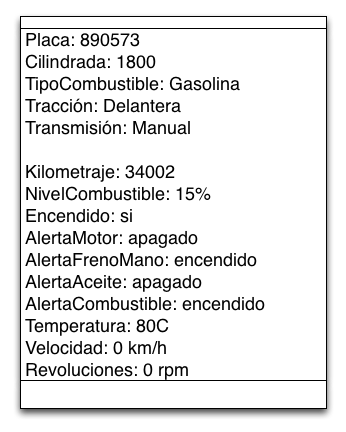 Placa: 890573
Cilindrada: 1800
TipoCombustible: Gasolina
Tracción: Delantera
Transmisión: Manual
Kilometraje: 34002
NivelCombustible: 15%
Encendido: si
AlertaMotor: apagado
AlertaFrenoMano: encendido
AlertaAceite: apagado
AlertaCombustible: encendido
Temperatura: 80C
Velocidad: 0 km/h
Revoluciones: 0 rpm